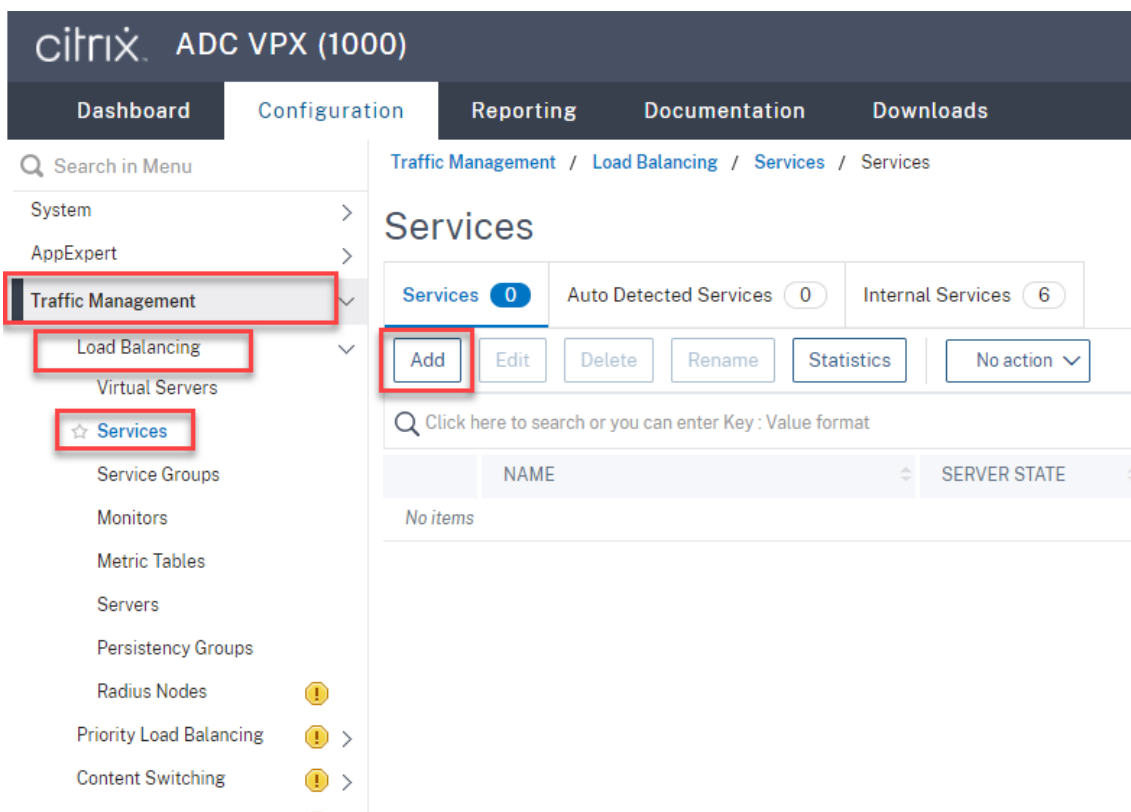 citrix. ADC VPX (1000)
Dashboard Configuration Reporting Documentation Downloads
Search in Menu
System
AppExpert
Traffic Management
Load Balancing
Virtual Servers
Services
Service Groups
Monitors
Metric Tables
Servers
Persistency Groups
Radius Nodes
Priority Load Balancing
Content Switching
Traffic Management / Load Balancing / Services / Services
Services
Services 0 Auto Detected Services 0 Internal Services 6
Add Edit Delete Rename Statistics No action
Click here to search or you can enter Key : Value format
NAME SERVER STATE
No items